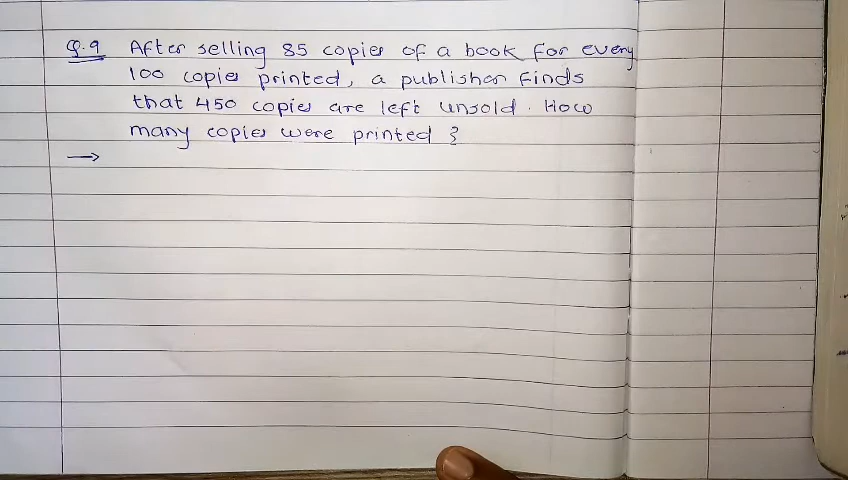 Q.9 After selling 85 copies of a book for every
100 copies printed, a publisher finds
that 450 copies are left unsold. How
many copies were printed ?
→